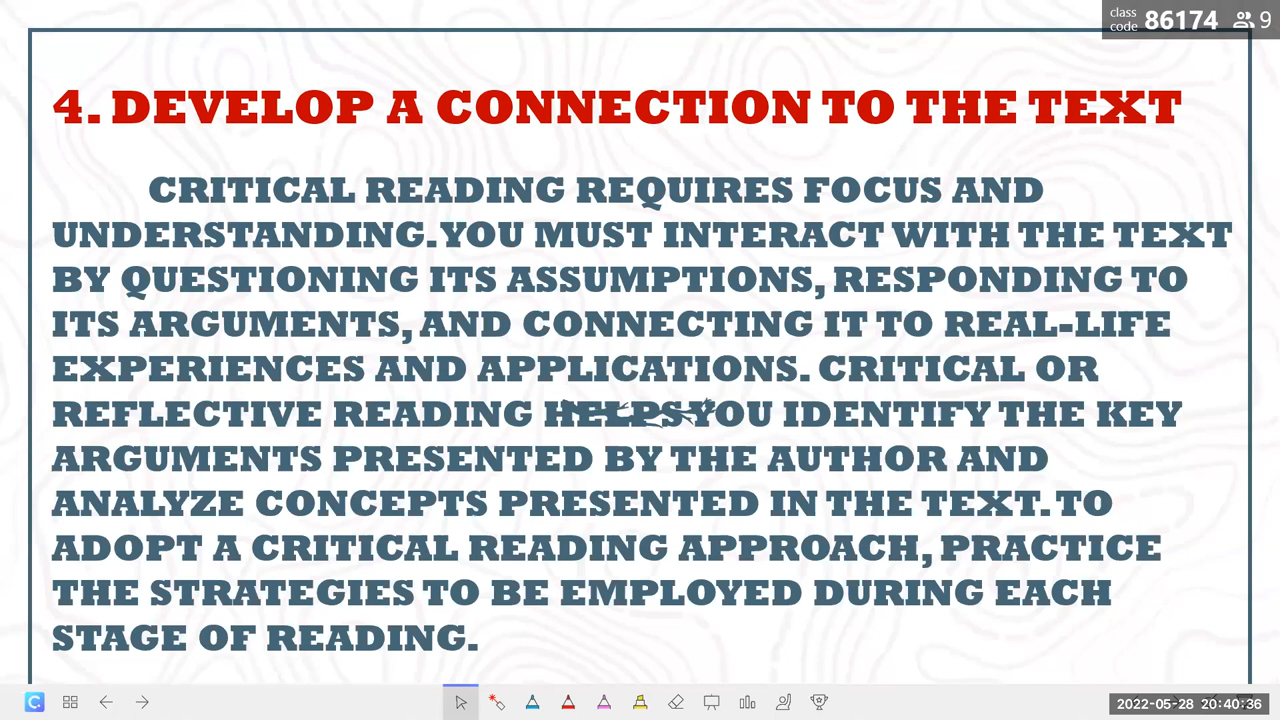 class
code 86174 9
4. DEVELOP A CONNECTION TO THE TEXT
CRITICAL READING REQUIRES FOCUS AND
UNDERSTANDING. YOU MUST INTERACT WITH THE TEXT
BY QUESTIONING ITS ASSUMPTIONS, RESPONDING TO
ITS ARGUMENTS, AND CONNECTING IT TO REAL-LIFE
EXPERIENCES AND APPLICATIONS. CRITICAL OR
REFLECTIVE READING HELPS YOU IDENTIFY THE KEY
ARGUMENTS PRESENTED BY THE AUTHOR AND
ANALYZE CONCEPTS PRESENTED IN THE TEXT. TO
ADOPT A CRITICAL READING APPROACH, PRACTICE
THE STRATEGIES TO BE EMPLOYED DURING EACH
STAGE OF READING.
2022-05-28 20:40:36